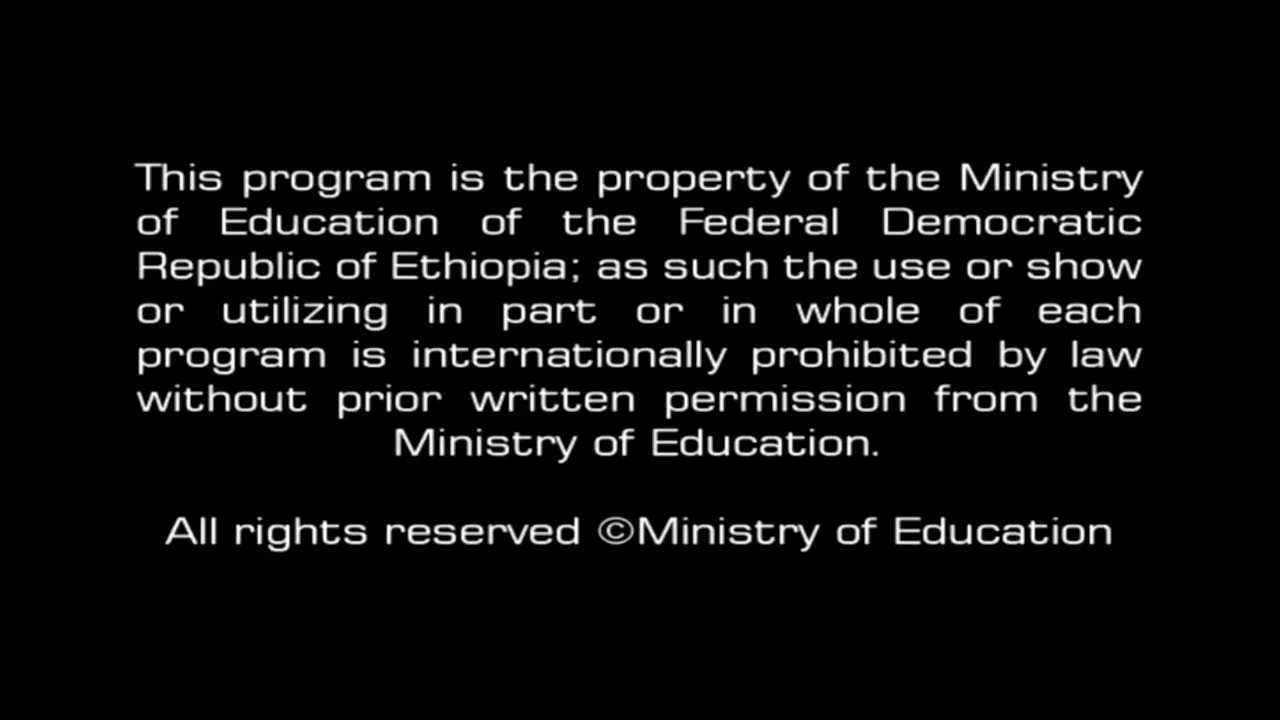 This program is the property of the Ministry
of Education of the Federal Democratic
Republic of Ethiopia; as such the use or show
or utilizing in part or in whole of each
program is internationally prohibited by law
without prior written permission from the
Ministry of Education.
All rights reserved ©Ministry of Education